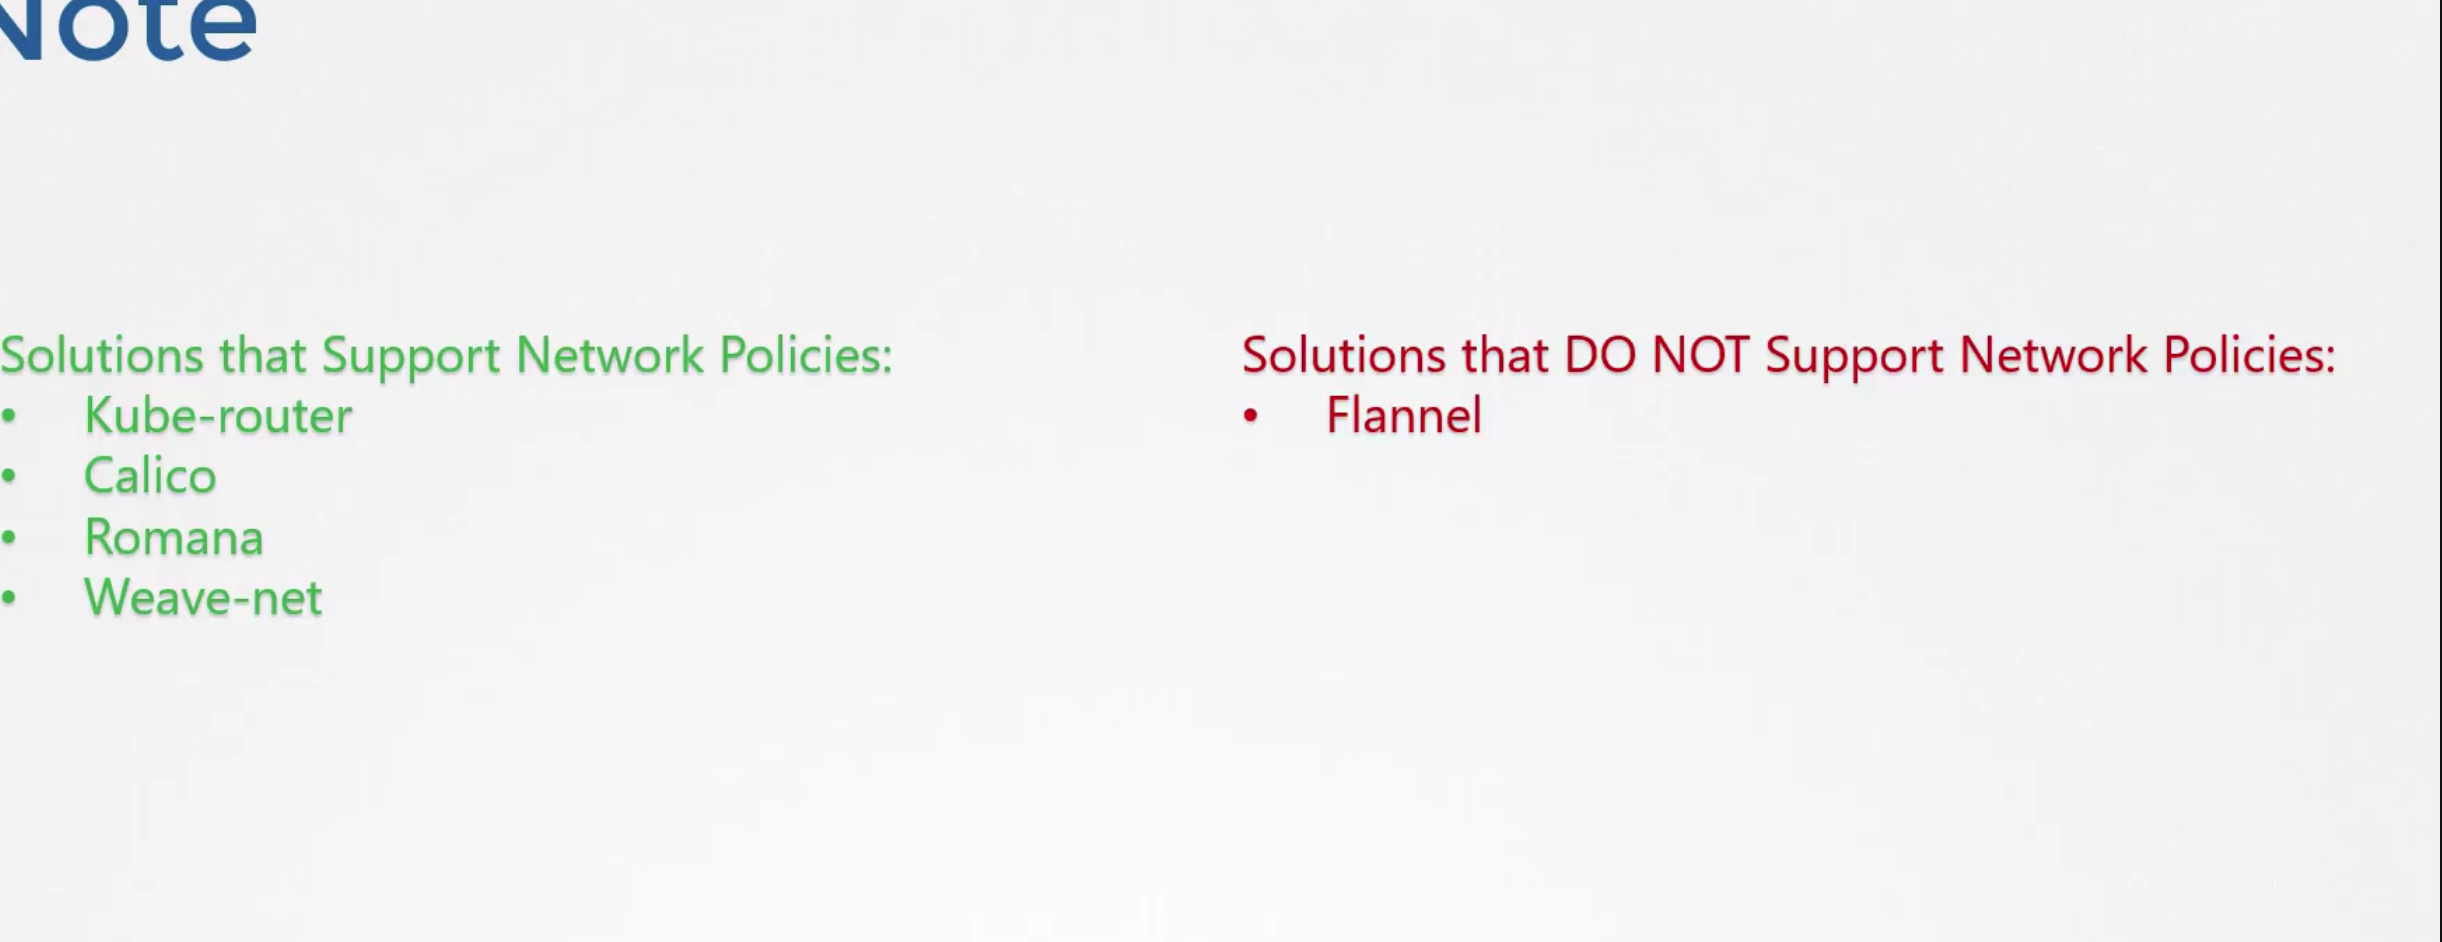 Note
Solutions that Support Network Policies:
• Kube-router
• Calico
• Romana
• Weave-net
Solutions that DO NOT Support Network Policies:
• Flannel